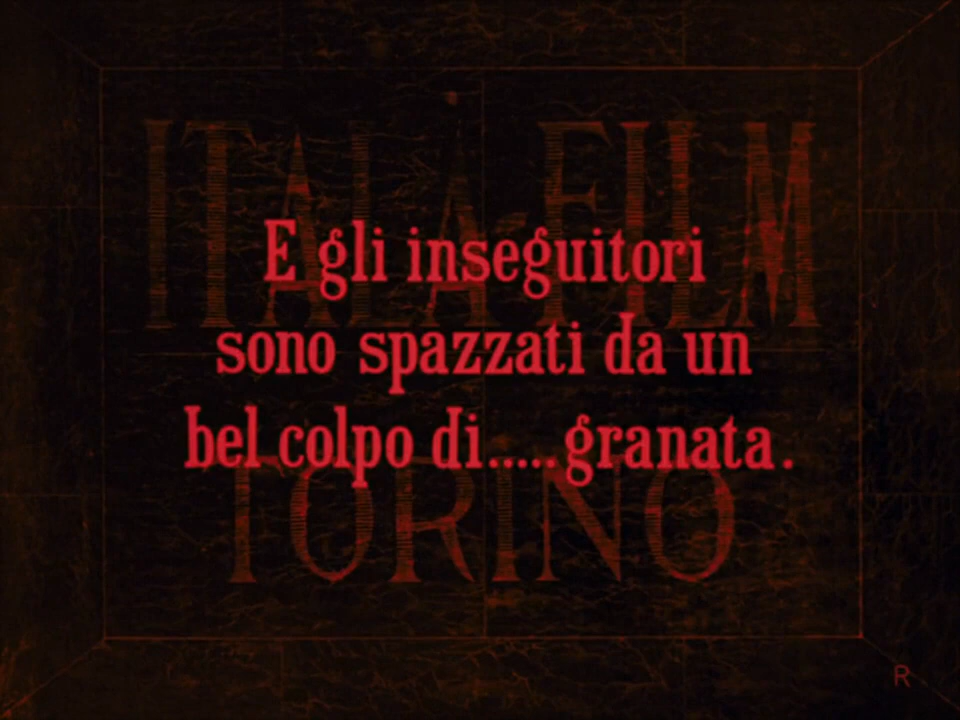 ITALA-FILM
E gli inseguitori
sono spazzati da un
bel colpo di.....granata.
TORINO
R